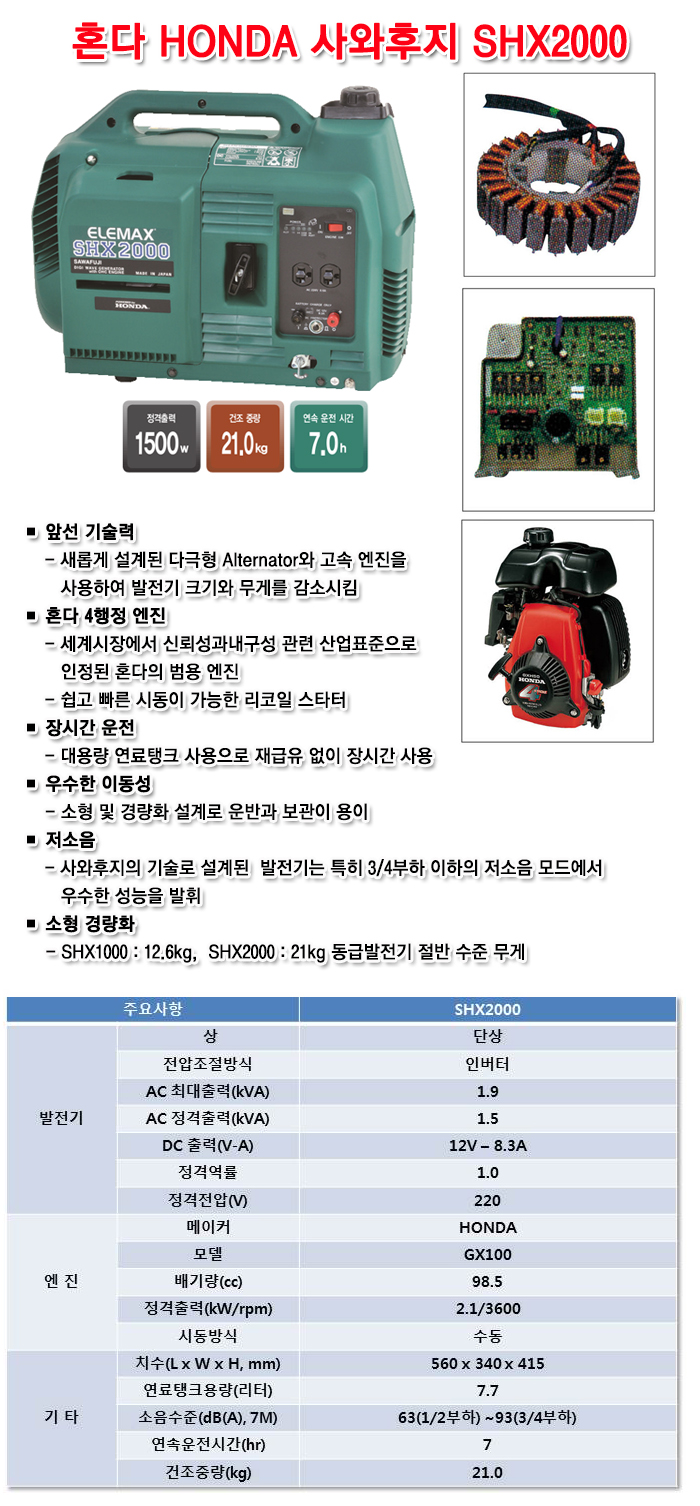 혼다 HONDA 사와후지 SHX2000
ELEMAX
SHX2000
SAWAFUJI
DIGI WAVE GENERATOR
with OHC ENGINE MADE IN JAPAN
HONDA
정격출력
1500w
건조 중량
21.0kg
연속 운전 시간
7.0h
HONDA
4
■ 앞선 기술력
- 새롭게 설계된 다극형 Alternator와 고속 엔진을
사용하여 발전기 크기와 무게를 감소시킴
■ 혼다 4행정 엔진
- 세계시장에서 신뢰성과내구성 관련 산업표준으로
인정된 혼다의 범용 엔진
- 쉽고 빠른 시동이 가능한 리코일 스타터
■ 장시간 운전
- 대용량 연료탱크 사용으로 재급유 없이 장시간 사용
■ 우수한 이동성
- 소형 및 경량화 설계로 운반과 보관이 용이
■ 저소음
- 사와후지의 기술로 설계된 발전기는 특히 3/4부하 이하의 저소음 모드에서
우수한 성능을 발휘
■ 소형 경량화
- SHX1000 : 12.6kg, SHX2000 : 21kg 동급발전기 절반 수준 무게
주요사항 SHX2000
발전기
상 단상
전압조절방식 인버터
AC 최대출력(kVA) 1.9
AC 정격출력(kVA) 1.5
DC 출력(V-A) 12V – 8.3A
정격역률 1.0
정격전압(V) 220
엔 진
메이커 HONDA
모델 GX100
배기량(cc) 98.5
정격출력(kW/rpm) 2.1/3600
시동방식 수동
기 타
치수(L x W x H, mm) 560 x 340 x 415
연료탱크용량(리터) 7.7
소음수준(dB(A), 7M) 63(1/2부하) ~93(3/4부하)
연속운전시간(hr) 7
건조중량(kg) 21.0